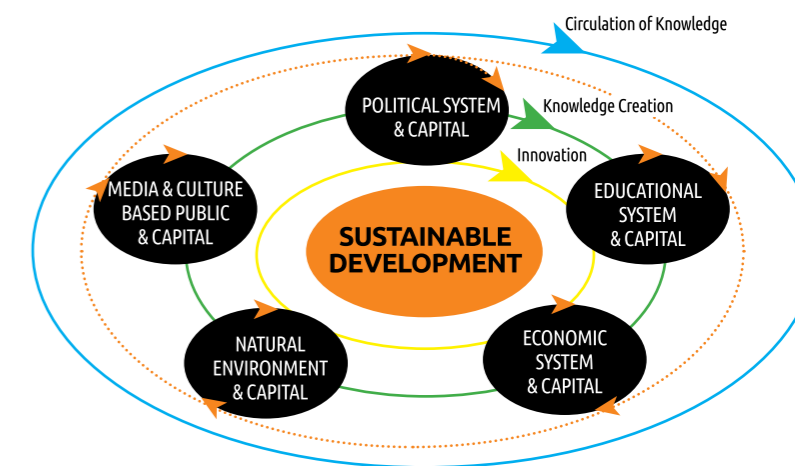 Circulation of Knowledge
POLITICAL SYSTEM
& CAPITAL
Knowledge Creation
Innovation
MEDIA & CULTURE
BASED PUBLIC
& CAPITAL
EDUCATIONAL
SYSTEM
& CAPITAL
SUSTAINABLE
DEVELOPMENT
NATURAL
ENVIRONMENT
& CAPITAL
ECONOMIC
SYSTEM
& CAPITAL